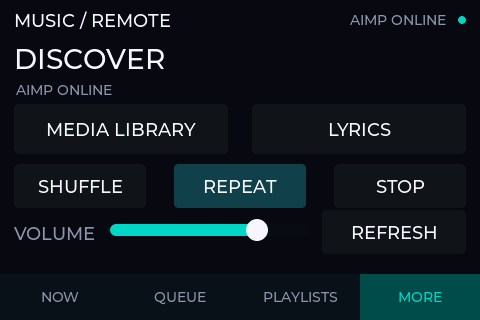 MUSIC / REMOTE
AIMP ONLINE
DISCOVER
AIMP ONLINE
MEDIA LIBRARY
LYRICS
SHUFFLE
REPEAT
STOP
VOLUME
REFRESH
NOW
QUEUE
PLAYLISTS
MORE